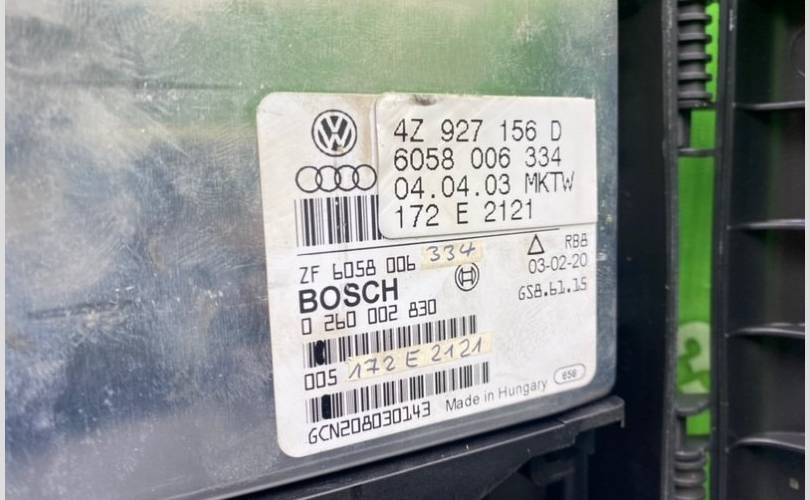 4Z 927 156 D
6058 006 334
04.04.03 MKTW
172 E 2121
ZF 6058 006 334
RB8
BOSCH
03-02-20
0 260 002 830
GS8.61.15
005 172 E 2121
GCN208030143
Made in Hungary